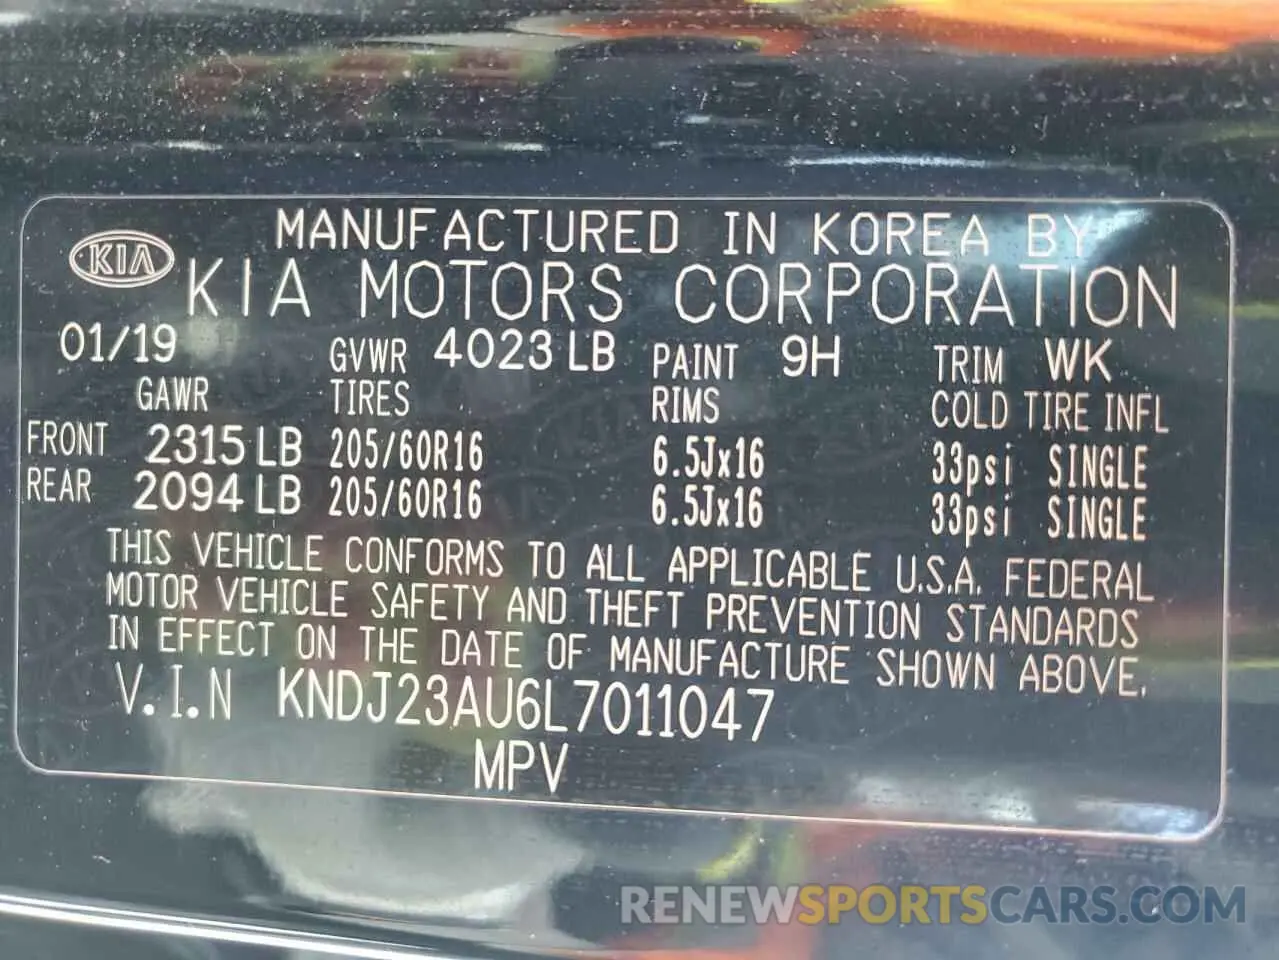 MANUFACTURED IN KOREA BY
KIA KIA MOTORS CORPORATION
01/19 GVWR 4023 LB PAINT 9H TRIM WK
GAWR TIRES RIMS COLD TIRE INFL
FRONT 2315 LB 205/60R16 6.5Jx16 33psi SINGLE
REAR 2094 LB 205/60R16 6.5Jx16 33psi SINGLE
THIS VEHICLE CONFORMS TO ALL APPLICABLE U.S.A. FEDERAL
MOTOR VEHICLE SAFETY AND THEFT PREVENTION STANDARDS
IN EFFECT ON THE DATE OF MANUFACTURE SHOWN ABOVE.
V.I.N KNDJ23AU6L7011047
MPV
RENEWSPORTSCARS.COM